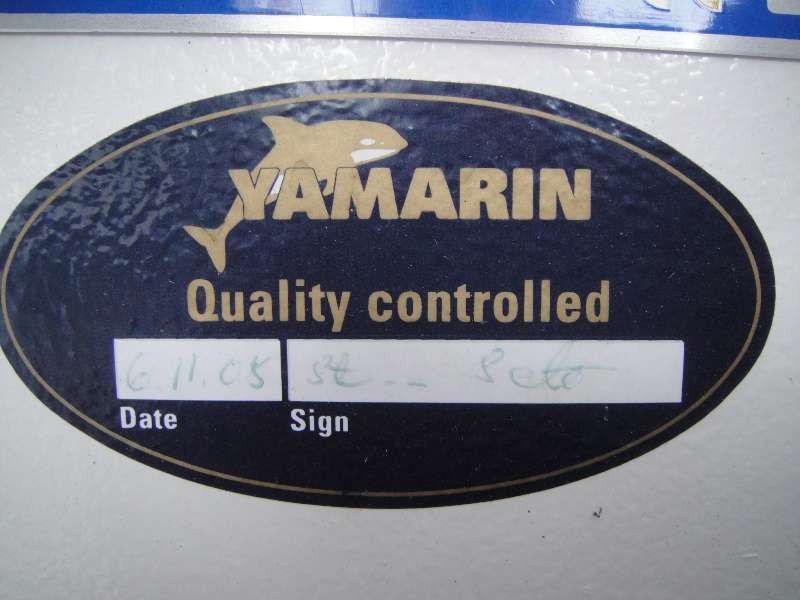 YAMARIN
Quality controlled
6.11.05
Date
Sign